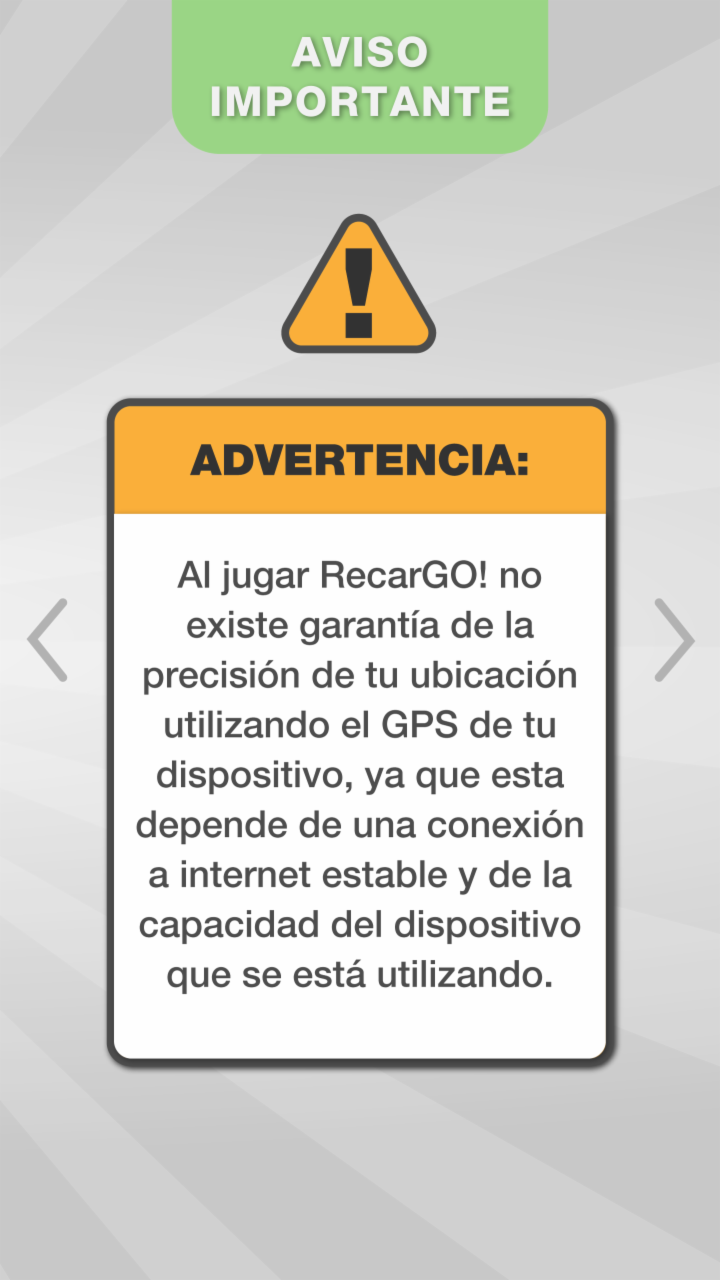 AVISO
IMPORTANTE
!
ADVERTENCIA:
Al jugar RecarGO! no
existe garantía de la
precisión de tu ubicación
utilizando el GPS de tu
dispositivo, ya que esta
depende de una conexión
a internet estable y de la
capacidad del dispositivo
que se está utilizando.